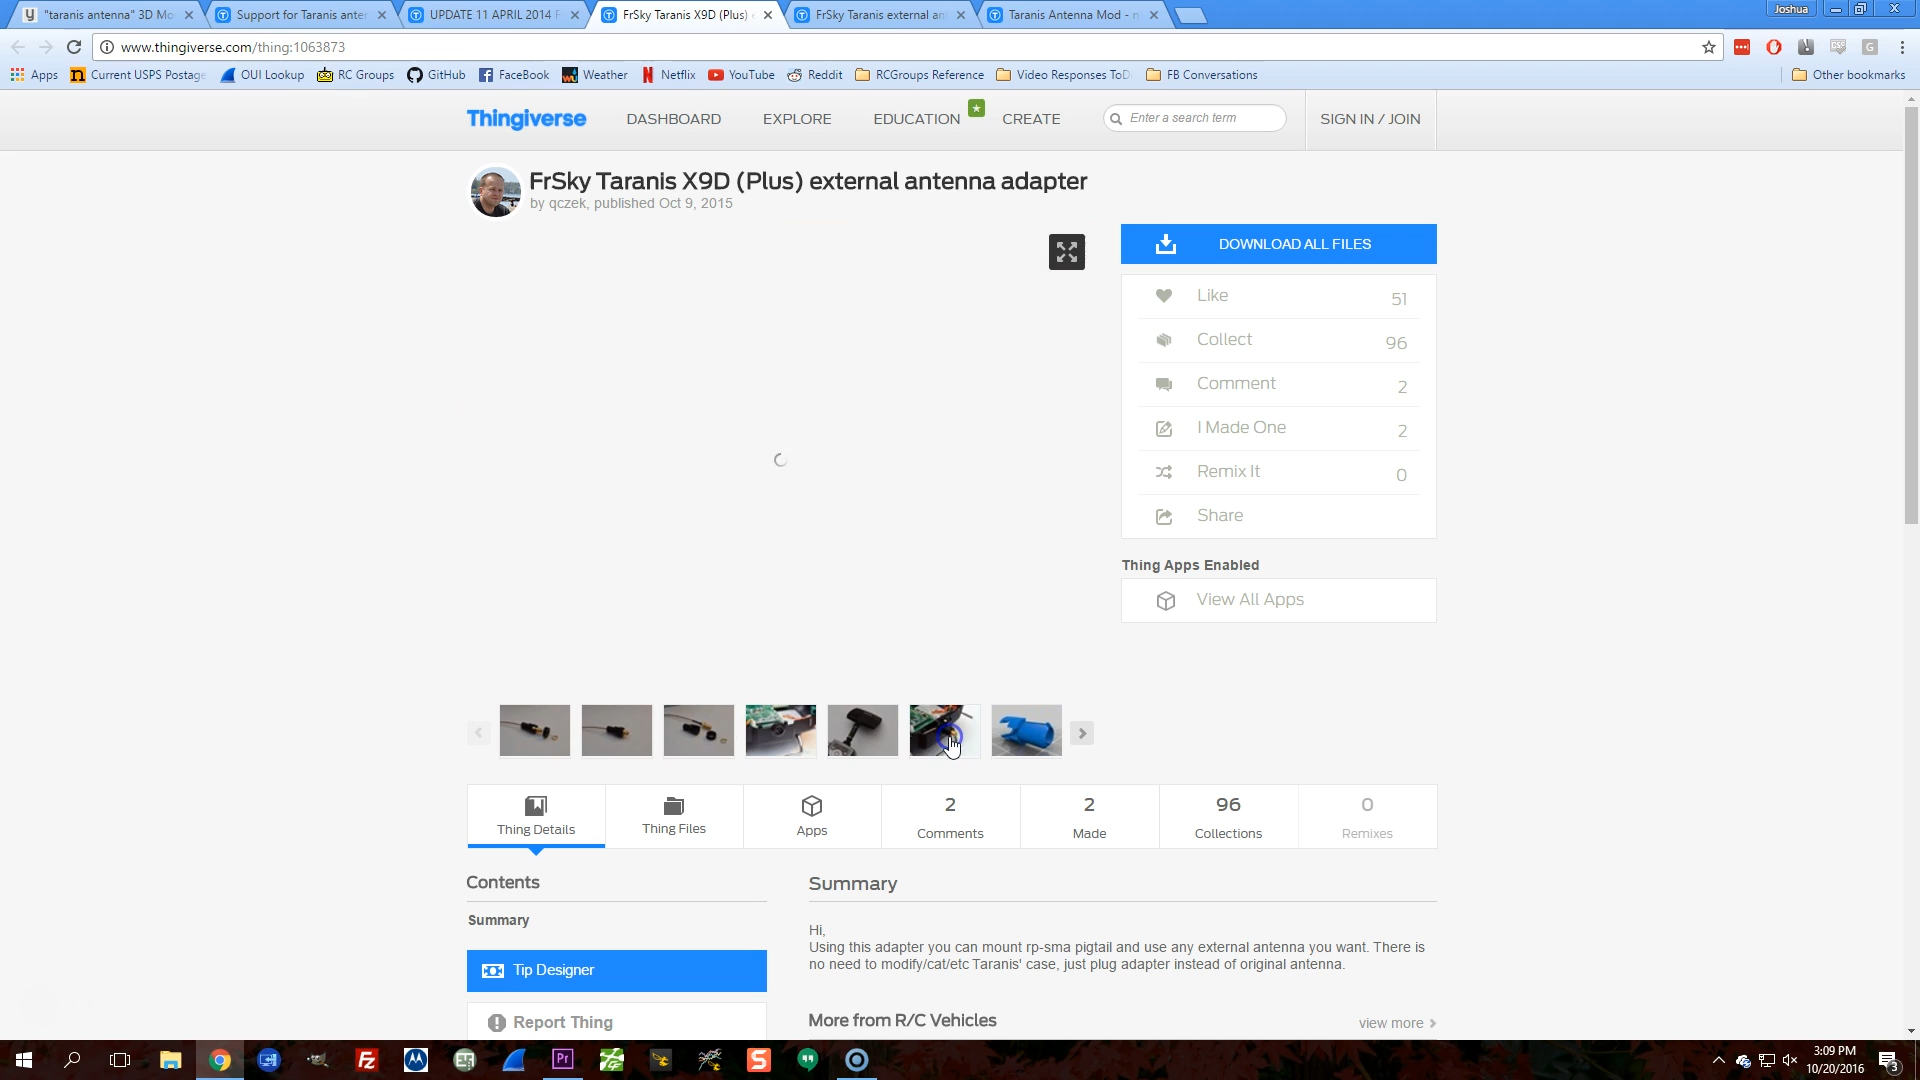 "taranis antenna" 3D Mo
Support for Taranis anten
UPDATE 11 APRIL 2014 F
FrSky Taranis X9D (Plus) e
FrSky Taranis external an
Taranis Antenna Mod - n
Joshua
www.thingiverse.com/thing:1063873
Apps
Current USPS Postage
OUI Lookup
RC Groups
GitHub
FaceBook
Weather
Netflix
YouTube
Reddit
RCGroups Reference
Video Responses ToD
FB Conversations
Other bookmarks
Thingiverse
DASHBOARD
EXPLORE
EDUCATION
CREATE
Enter a search term
SIGN IN / JOIN
FrSky Taranis X9D (Plus) external antenna adapter
by qczek, published Oct 9, 2015
DOWNLOAD ALL FILES
Like 51
Collect 96
Comment 2
I Made One 2
Remix It 0
Share
Thing Apps Enabled
View All Apps
Thing Details
Thing Files
Apps
2
Comments
2
Made
96
Collections
0
Remixes
Contents
Summary
Tip Designer
Report Thing
Summary
Hi,
Using this adapter you can mount rp-sma pigtail and use any external antenna you want. There is
no need to modify/cat/etc Taranis' case, just plug adapter instead of original antenna.
More from R/C Vehicles
view more
3:09 PM
10/20/2016
3